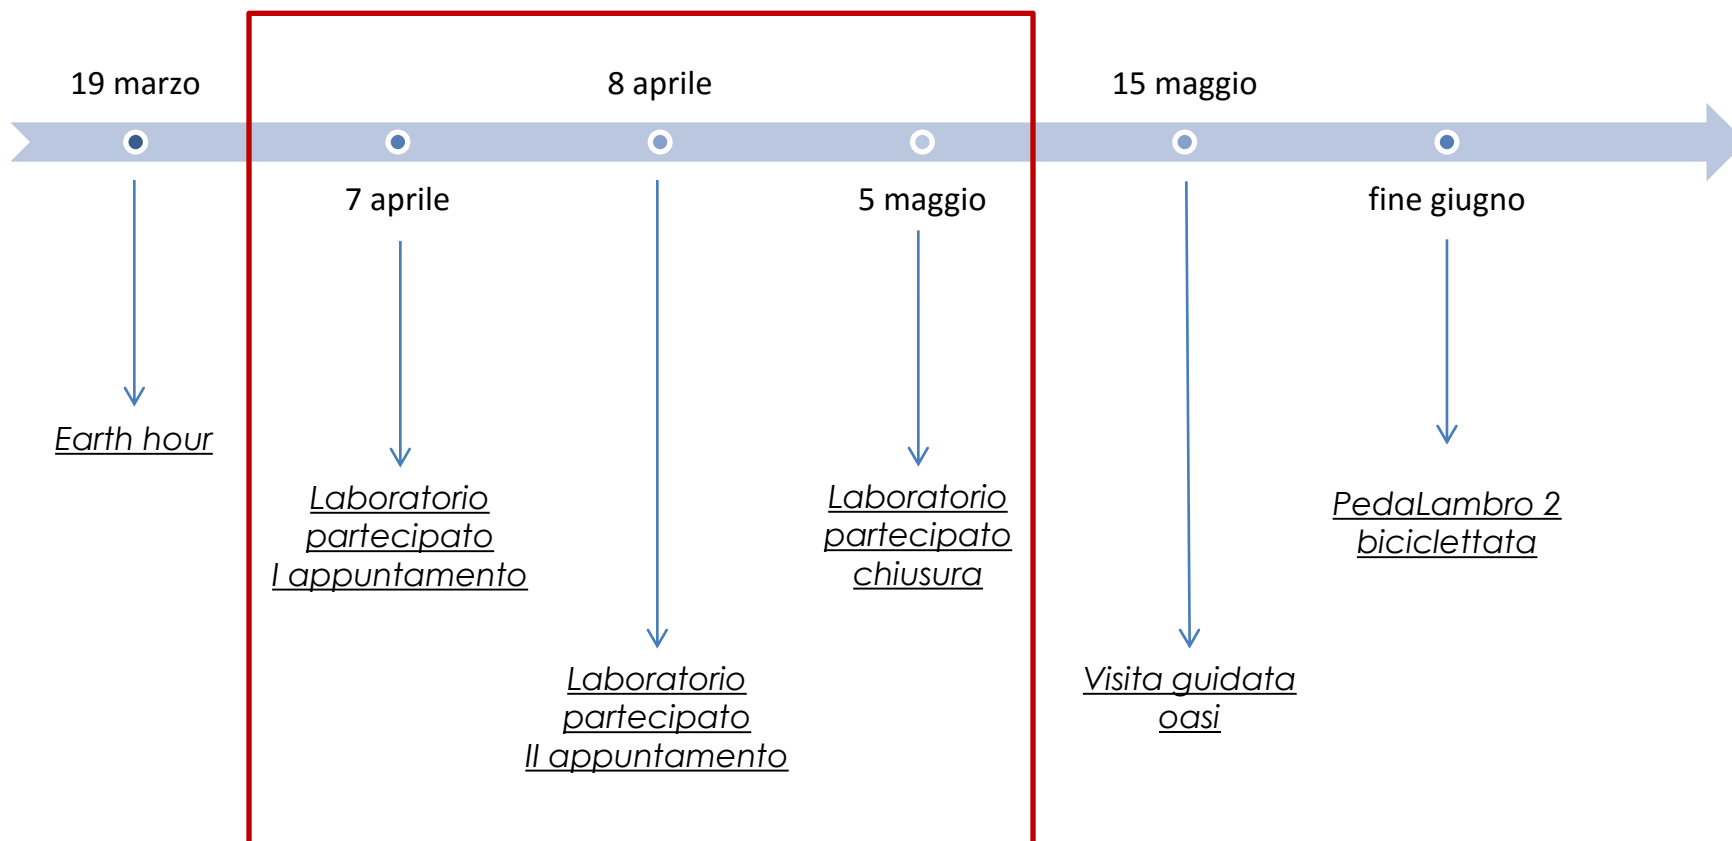 19 marzo
8 aprile
15 maggio
7 aprile
5 maggio
fine giugno
Earth hour
Laboratorio
partecipato
I appuntamento
Laboratorio
partecipato
chiusura
PedaLambro 2
biciclettata
Laboratorio
partecipato
II appuntamento
Visita guidata
oasi